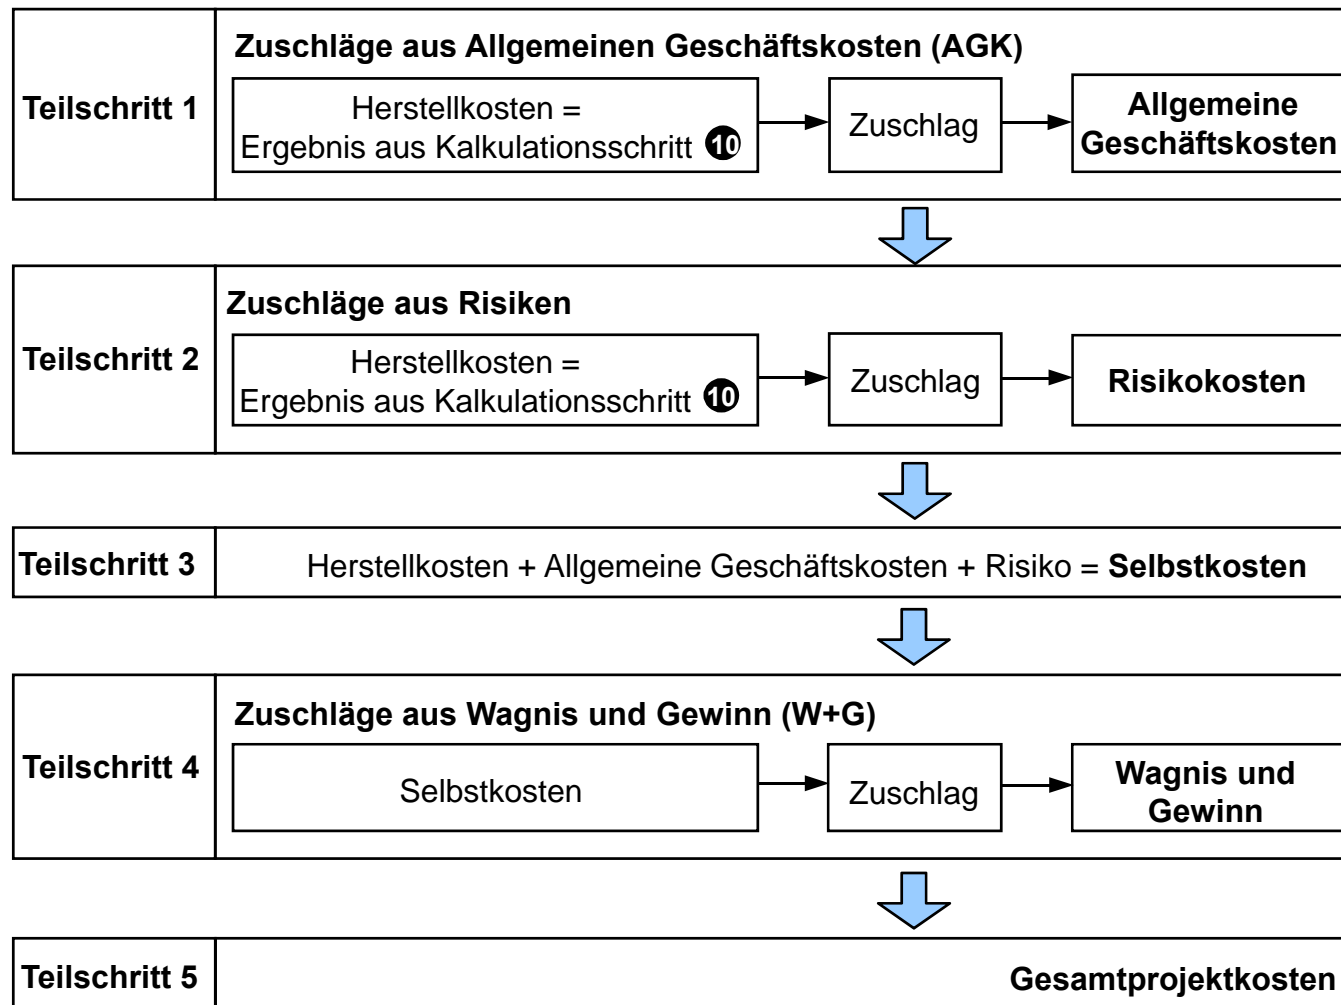 Teilschritt 1
Zuschläge aus Allgemeinen Geschäftskosten (AGK)
Herstellkosten =
Ergebnis aus Kalkulationsschritt 10
Zuschlag
Allgemeine
Geschäftskosten
Teilschritt 2
Zuschläge aus Risiken
Herstellkosten =
Ergebnis aus Kalkulationsschritt 10
Zuschlag
Risikokosten
Teilschritt 3
Herstellkosten + Allgemeine Geschäftskosten + Risiko = Selbstkosten
Teilschritt 4
Zuschläge aus Wagnis und Gewinn (W+G)
Selbstkosten
Zuschlag
Wagnis und
Gewinn
Teilschritt 5
Gesamtprojektkosten